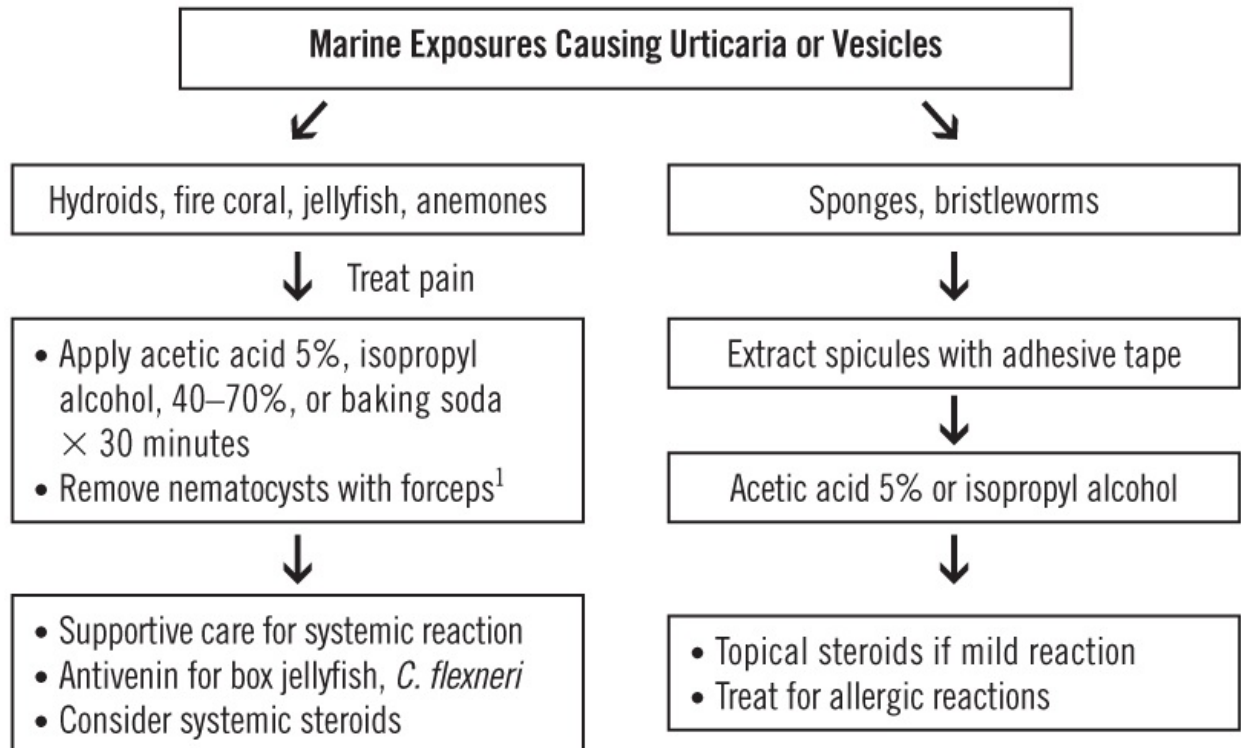 Marine Exposures Causing Urticaria or Vesicles
Hydroids, fire coral, jellyfish, anemones
Treat pain
• Apply acetic acid 5%, isopropyl
alcohol, 40–70%, or baking soda
× 30 minutes
• Remove nematocysts with forceps¹
• Supportive care for systemic reaction
• Antivenin for box jellyfish, C. flexneri
• Consider systemic steroids
Sponges, bristleworms
Extract spicules with adhesive tape
Acetic acid 5% or isopropyl alcohol
• Topical steroids if mild reaction
• Treat for allergic reactions